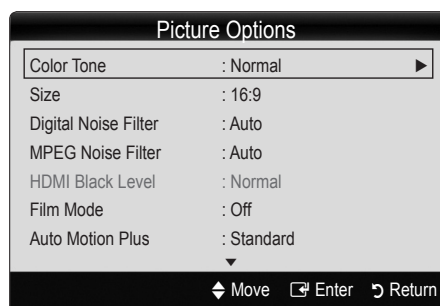 Picture Options
Color Tone : Normal ►
Size : 16:9
Digital Noise Filter : Auto
MPEG Noise Filter : Auto
HDMI Black Level : Normal
Film Mode : Off
Auto Motion Plus : Standard
▼
Move Enter Return